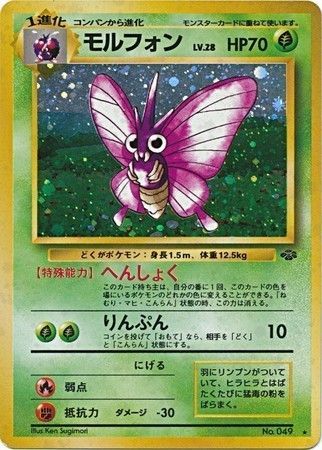 1進化 コンパンから進化 モンスターカードに重ねて使います。
モルフォン LV.28 HP70
どくがポケモン：身長1.5m、体重12.5kg
【特殊能力】へんしょく
このカード持ち主は、自分の番に1回、このカードの色を
場にいるポケモンのどれかの色に変えることができる。「ね
むり・マヒ・こんらん」状態の時、この力は消える。
りんぷん 10
コインを投げて「おもて」なら、相手を「どく」
と「こんらん」状態にする。
にげる
弱点
抵抗力 ダメージ -30
羽にリンプンがついてい
て、ヒラヒラとはば
たくたびに猛毒の粉を
ばらまく。
Illus. Ken Sugimori
No.049 ★